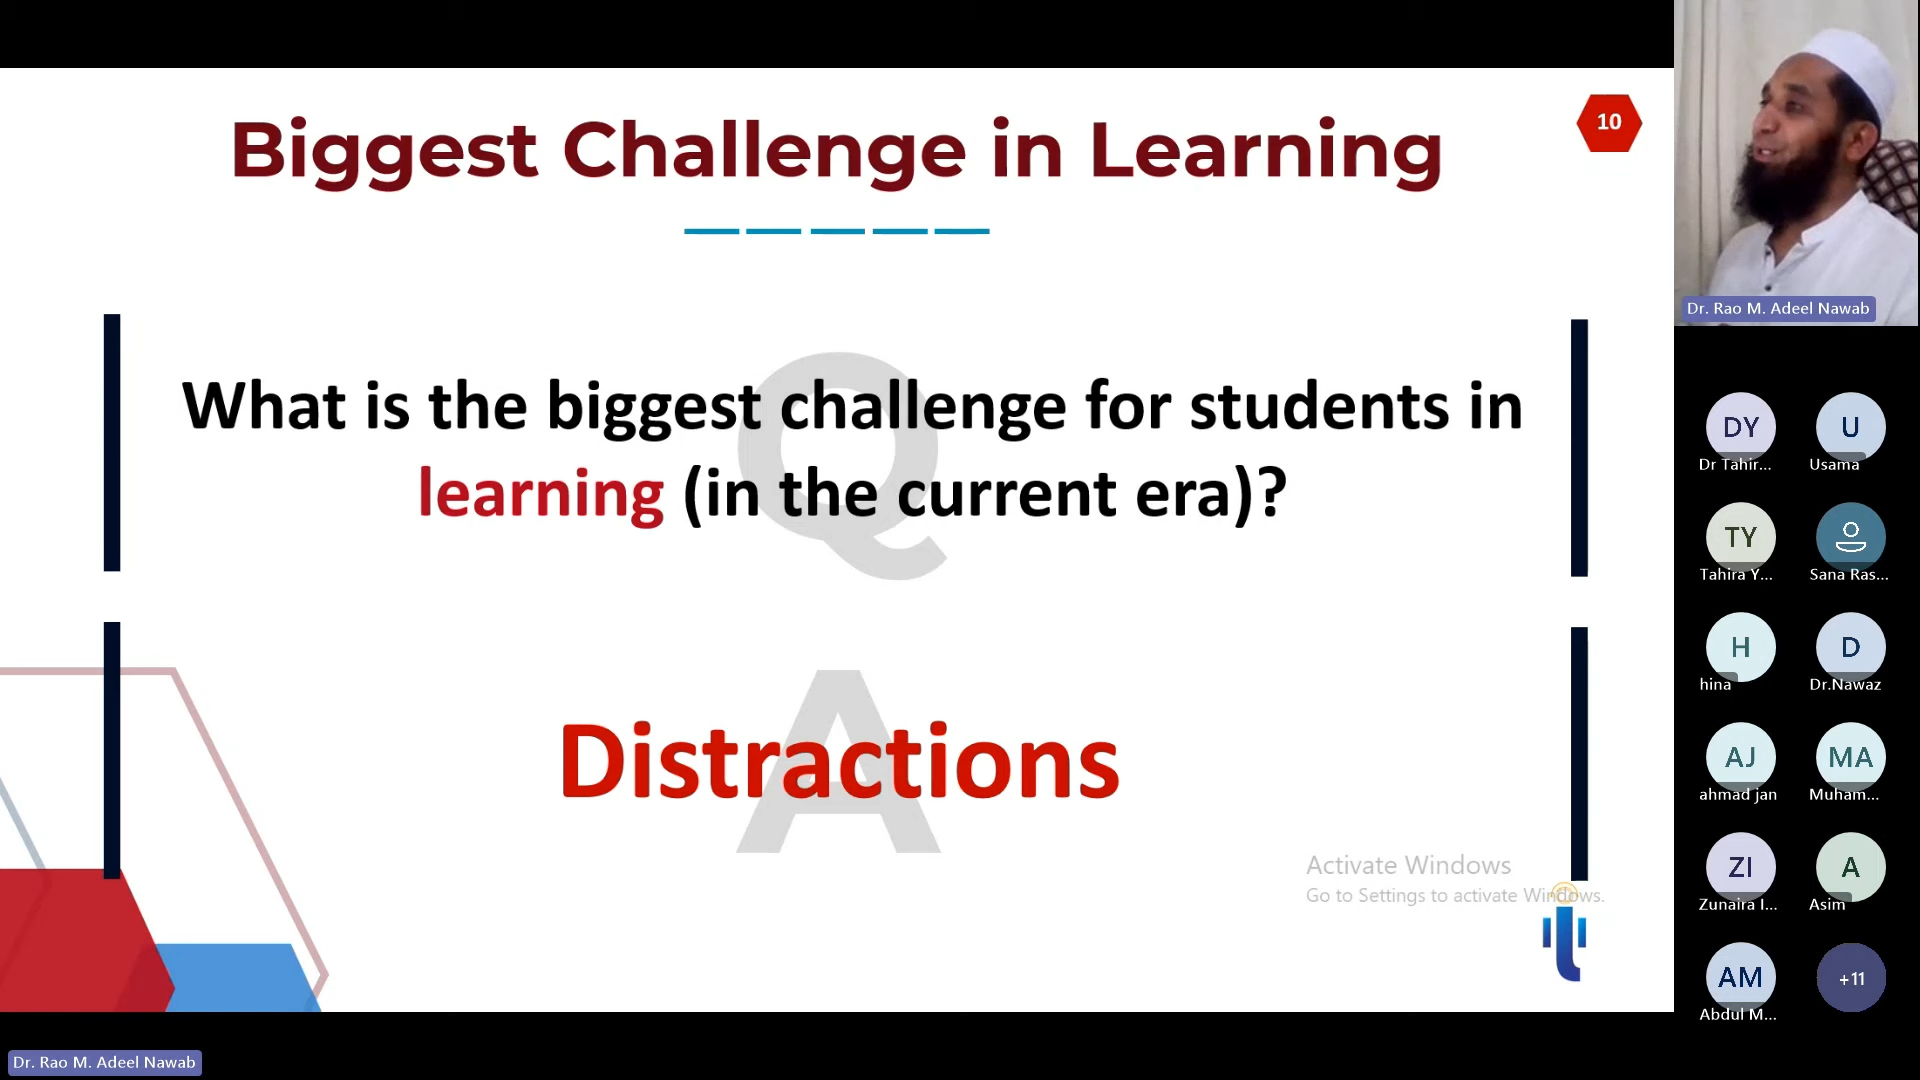 Biggest Challenge in Learning
10
What is the biggest challenge for students in
learning (in the current era)?
Q
Distractions
A
Activate Windows
Go to Settings to activate Windows.
Dr. Rao M. Adeel Nawab
DY
Dr Tahir...
U
Usama
TY
Tahira Y...
Sana Ras...
H
hina
D
Dr.Nawaz
AJ
ahmad jan
MA
Muham...
ZI
Zunaira I...
A
Asim
AM
Abdul M...
+11
Dr. Rao M. Adeel Nawab